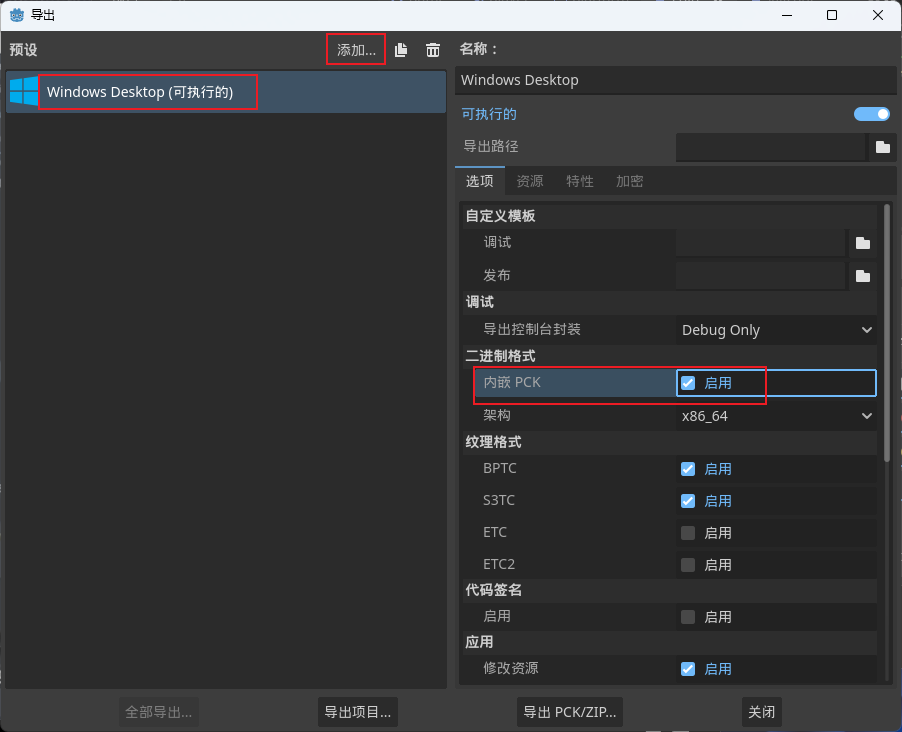 导出
预设
添加...
Windows Desktop (可执行的)
名称：
Windows Desktop
可执行的
导出路径
选项 资源 特性 加密
自定义模板
调试
发布
调试
导出控制台封装 Debug Only
二进制格式
内嵌 PCK 启用
架构 x86_64
纹理格式
BPTC 启用
S3TC 启用
ETC 启用
ETC2 启用
代码签名
启用 启用
应用
修改资源 启用
全部导出... 导出项目... 导出 PCK/ZIP... 关闭